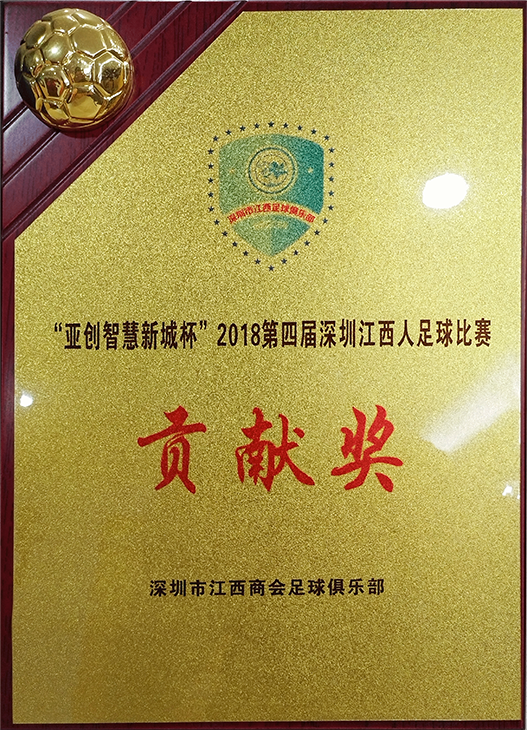 深圳市江西足球俱乐部
“亚创智慧新城杯”2018第四届深圳江西人足球比赛
贡献奖
深圳市江西商会足球俱乐部